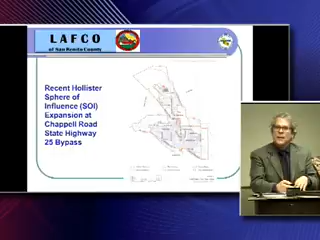 LAFCO
of San Benito County
Recent Hollister
Sphere of
Influence (SOI)
Expansion at
Chappell Road
State Highway
25 Bypass